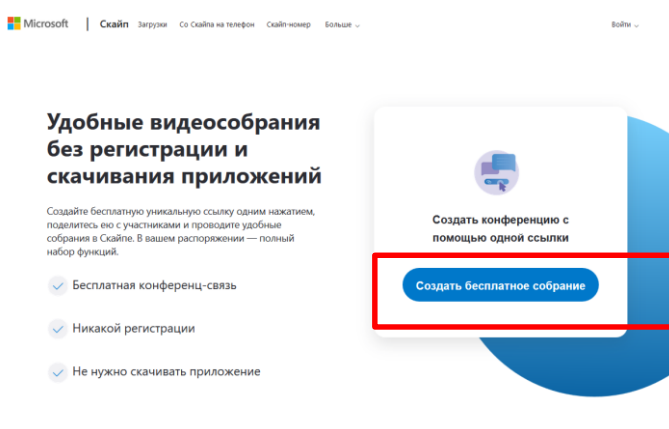 Microsoft | Скайп Загрузки Со Скайпа на телефон Скайп-номер Больше Войти
Удобные видеособрания
без регистрации и
скачивания приложений
Создайте бесплатную уникальную ссылку одним нажатием,
поделитесь ею с участниками и проводите удобные
собрания в Скайпе. В вашем распоряжении — полный
набор функций.
Бесплатная конференц-связь
Никакой регистрации
Не нужно скачивать приложение
Создать конференцию с
помощью одной ссылки
Создать бесплатное собрание